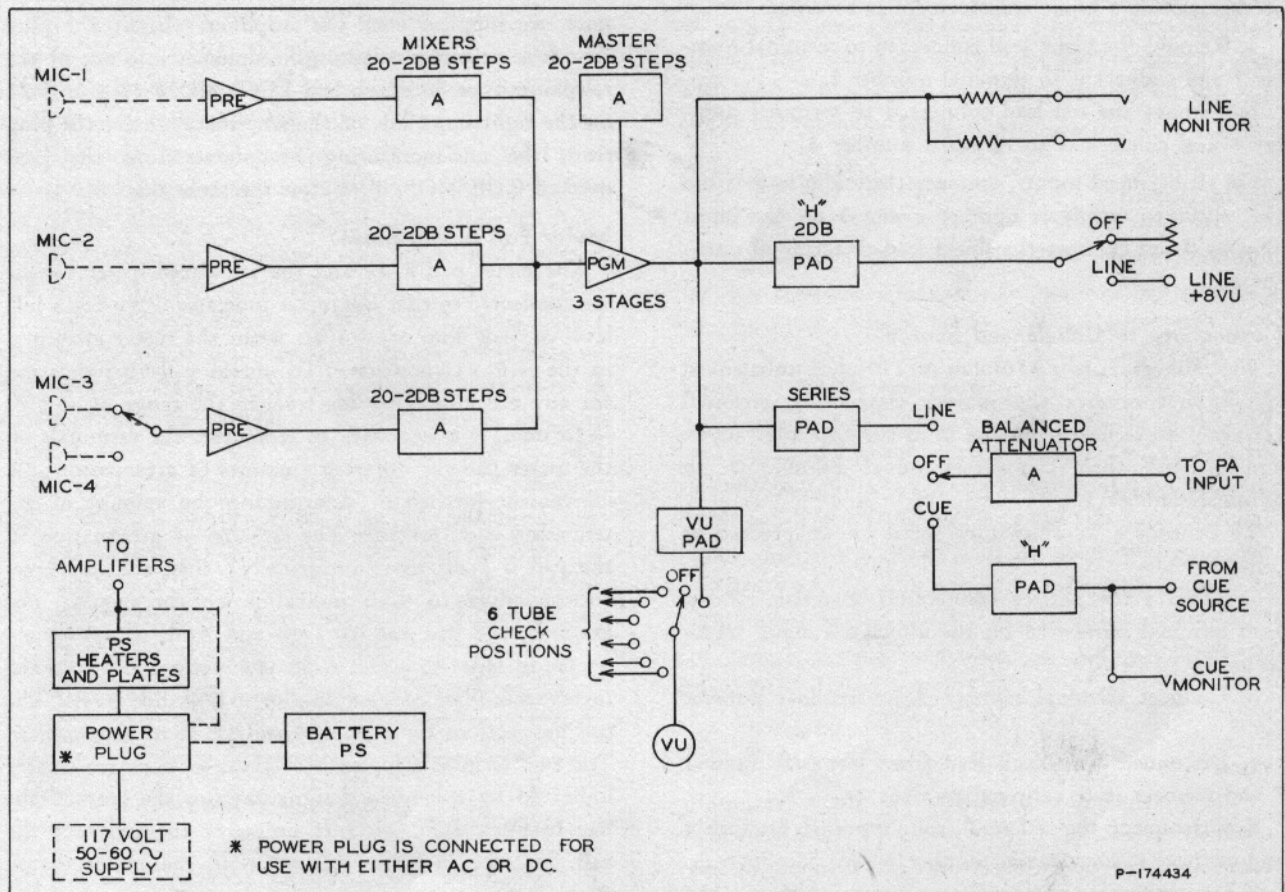 MIXERS
20-2DB STEPS
MASTER
20-2DB STEPS
MIC-1
PRE
A
A
LINE
MONITOR
MIC-2
PRE
20-2DB STEPS
A
PGM
3 STAGES
"H"
2DB
PAD
OFF
LINE
LINE
+8VU
MIC-3
MIC-4
PRE
20-2DB STEPS
A
SERIES
PAD
LINE
OFF
CUE
BALANCED
ATTENUATOR
A
TO PA
INPUT
"H"
PAD
FROM
CUE
SOURCE
CUE
MONITOR
VU
PAD
OFF
6 TUBE
CHECK
POSITIONS
VU
TO
AMPLIFIERS
PS
HEATERS
AND PLATES
POWER
PLUG
*
BATTERY
PS
117 VOLT
50-60 ~
SUPPLY
* POWER PLUG IS CONNECTED FOR
USE WITH EITHER AC OR DC.
P-174434